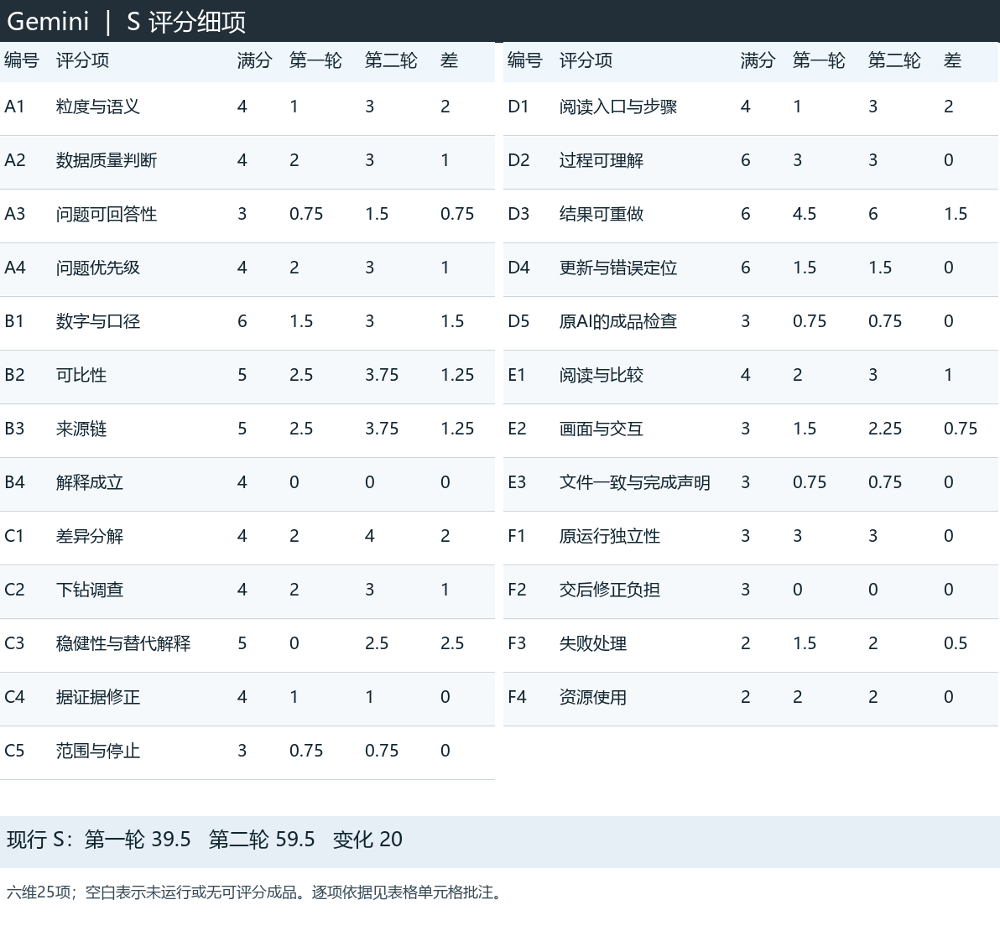 Gemini | S 评分细项
编号 评分项 满分 第一轮 第二轮 差
A1 粒度与语义 4 1 3 2
A2 数据质量判断 4 2 3 1
A3 问题可回答性 3 0.75 1.5 0.75
A4 问题优先级 4 2 3 1
B1 数字与口径 6 1.5 3 1.5
B2 可比性 5 2.5 3.75 1.25
B3 来源链 5 2.5 3.75 1.25
B4 解释成立 4 0 0 0
C1 差异分解 4 2 4 2
C2 下钻调查 4 2 3 1
C3 稳健性与替代解释 5 0 2.5 2.5
C4 据证据修正 4 1 1 0
C5 范围与停止 3 0.75 0.75 0
编号 评分项 满分 第一轮 第二轮 差
D1 阅读入口与步骤 4 1 3 2
D2 过程可理解 6 3 3 0
D3 结果可重做 6 4.5 6 1.5
D4 更新与错误定位 6 1.5 1.5 0
D5 原AI的成品检查 3 0.75 0.75 0
E1 阅读与比较 4 2 3 1
E2 画面与交互 3 1.5 2.25 0.75
E3 文件一致与完成声明 3 0.75 0.75 0
F1 原运行独立性 3 3 3 0
F2 交后修正负担 3 0 0 0
F3 失败处理 2 1.5 2 0.5
F4 资源使用 2 2 2 0
现行 S：第一轮 39.5 第二轮 59.5 变化 20
六维25项；空白表示未运行或无可评分成品。逐项依据见表格单元格批注。